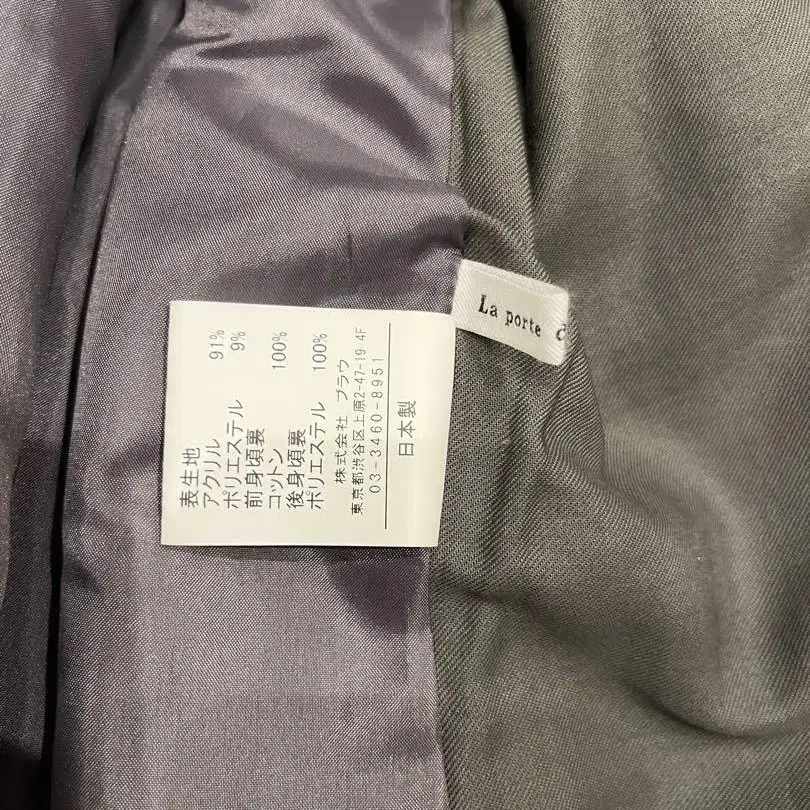 表生地
アクリル 91%
ポリエステル 9%
前身頃裏
コットン 100%
後身頃裏
ポリエステル 100%
株式会社 ブラウ
東京都渋谷区上原2-47-19 4F
03-3460-8951
日本製
La porte